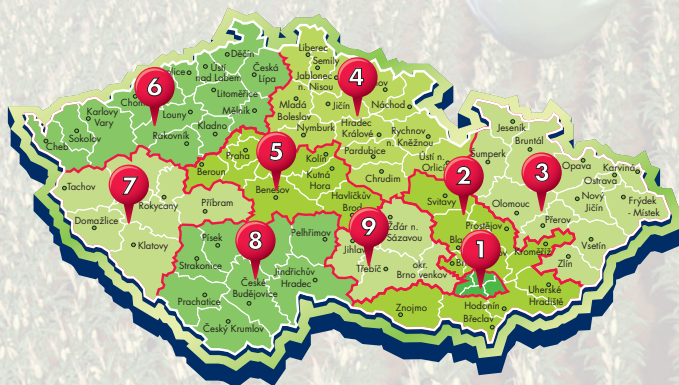 Děčín
Ústí
nad Labem
Česká
Lípa
Litoměřice
Mělník
Karlovy
Vary
Louny
Kladno
Rakovník
Sokolov
Cheb
6
Liberec
Semily
Jablonec
n. Nisou
Mladá
Boleslav
Jičín
Náchod
Nymburk
Hradec
Králové
Rychnov
n. Kněžnou
Pardubice
Ústí n.
Orlicí
Chrudim
4
Praha
Beroun
Kolín
Kutná
Hora
Benešov
Havlíčkův
Brod
5
Tachov
Rokycany
Příbram
Domažlice
Klatovy
7
Písek
Pelhřimov
Strakonice
Jindřichův
Hradec
České
Budějovice
Prachatice
Český Krumlov
8
Žďár n.
Sázavou
Třebíč
okr.
Brno venkov
9
Svitavy
Prostějov
2
1
Jeseník
Bruntál
Šumperk
Opava
Karviná
Ostrava
Nový
Jičín
Frýdek
- Místek
Olomouc
Přerov
Vsetín
Kroměříž
Zlín
3
Uherské
Hradiště
Hodonín
Břeclav
Znojmo